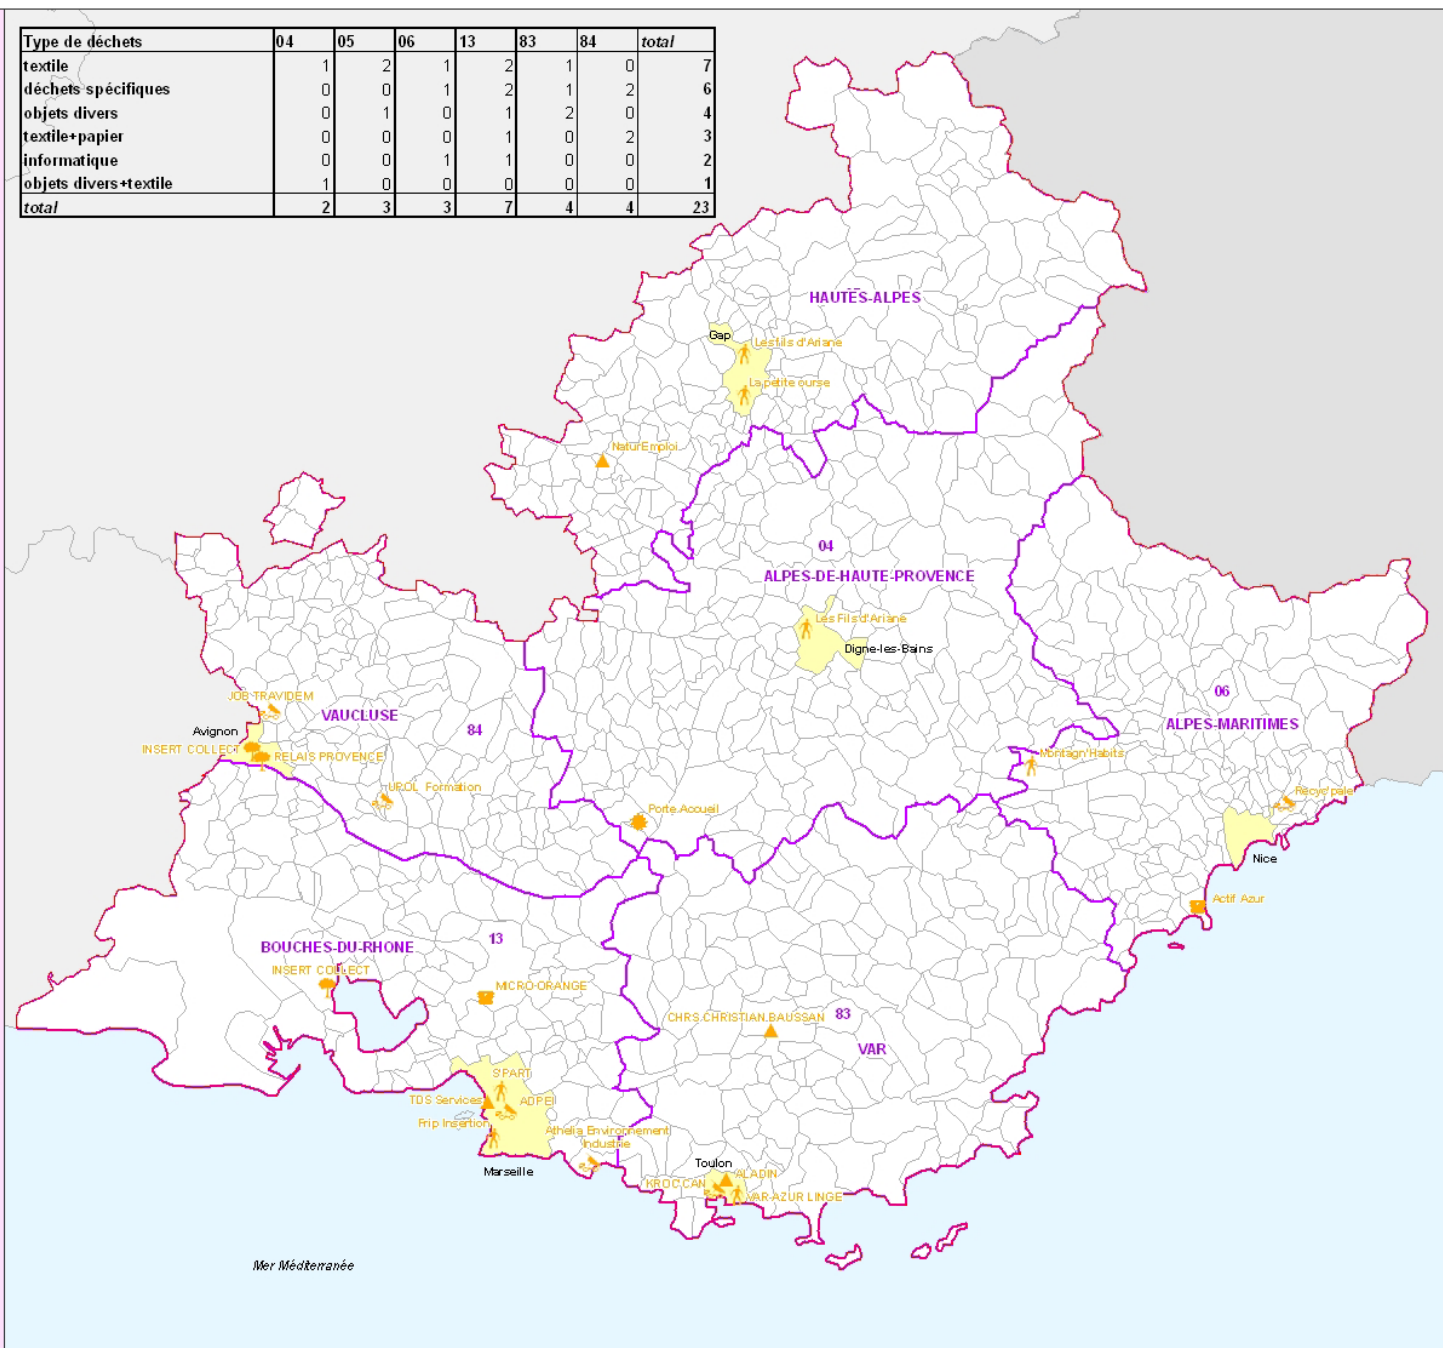 Type de déchets 04 05 06 13 83 84 total
textile 1 2 1 2 1 0 7
déchets spécifiques 0 0 1 2 1 2 6
objets divers 0 1 0 1 2 0 4
textile+papier 0 0 0 1 0 2 3
informatique 0 0 1 1 0 0 2
objets divers+textile 1 0 0 0 0 0 1
total 2 3 3 7 4 4 23
HAUTES-ALPES
Gap
Les fils d'Ariane
La petite ourse
NaturEmploi
04
ALPES-DE-HAUTE-PROVENCE
Les Fils d'Ariane
Digne-les-Bains
06
ALPES-MARITIMES
JOB TRAVIDEM
VAUCLUSE
84
Avignon
INSERT COLLECT
RELAIS PROVENCE
Montagn'Habits
UROL Formation
Porte Accueil
Recyc'pale
Nice
Actif Azur
BOUCHES-DU-RHONE
13
INSERT COLLECT
MICRO-ORANGE
CHRS.CHRISTIAN.BAUSSAN
83
VAR
S'PART
TDS Services
ADPEI
Frip Insertion
Athelia Environnement
Industrie
Marseille
Toulon
ALADIN
KROC'CAN
VAR AZUR LINGE
Mer Méditerranée